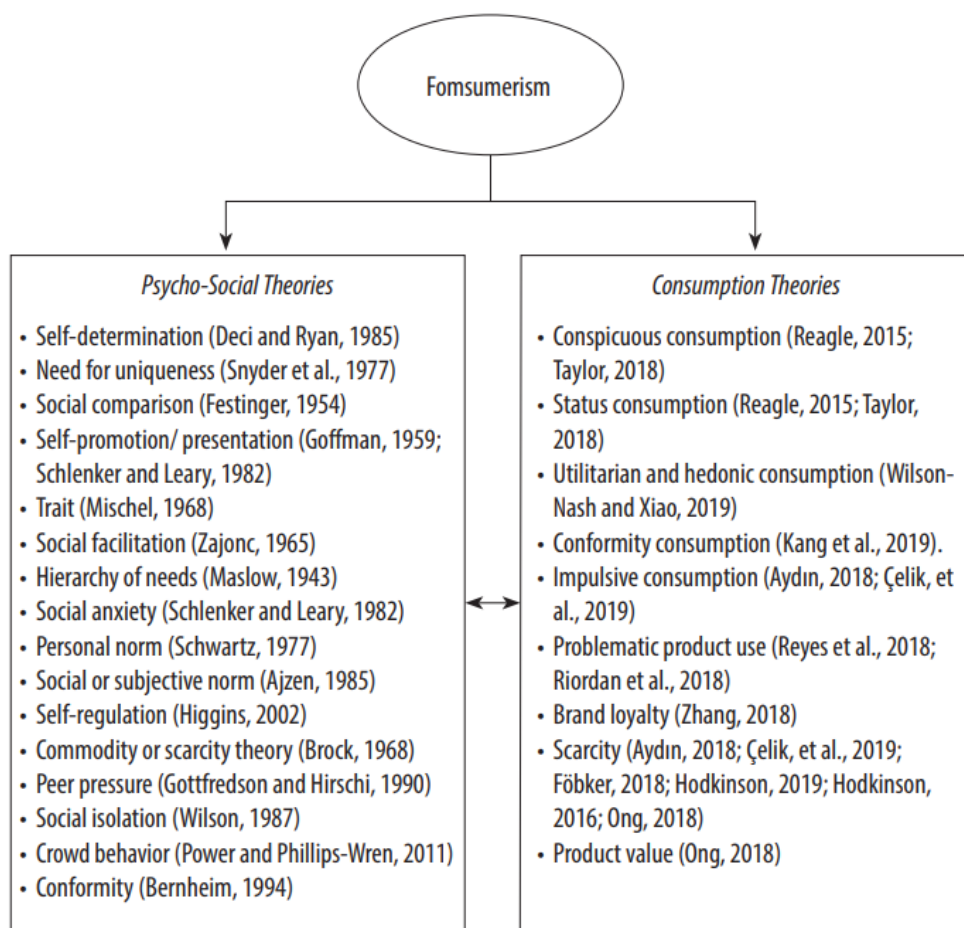 Fomsumerism
Psycho-Social Theories
• Self-determination (Deci and Ryan, 1985)
• Need for uniqueness (Snyder et al., 1977)
• Social comparison (Festinger, 1954)
• Self-promotion/ presentation (Goffman, 1959;
Schlenker and Leary, 1982)
• Trait (Mischel, 1968)
• Social facilitation (Zajonc, 1965)
• Hierarchy of needs (Maslow, 1943)
• Social anxiety (Schlenker and Leary, 1982)
• Personal norm (Schwartz, 1977)
• Social or subjective norm (Ajzen, 1985)
• Self-regulation (Higgins, 2002)
• Commodity or scarcity theory (Brock, 1968)
• Peer pressure (Gottfredson and Hirschi, 1990)
• Social isolation (Wilson, 1987)
• Crowd behavior (Power and Phillips-Wren, 2011)
• Conformity (Bernheim, 1994)
Consumption Theories
• Conspicuous consumption (Reagle, 2015;
Taylor, 2018)
• Status consumption (Reagle, 2015; Taylor,
2018)
• Utilitarian and hedonic consumption (Wilson-
Nash and Xiao, 2019)
• Conformity consumption (Kang et al., 2019).
• Impulsive consumption (Aydın, 2018; Çelik, et
al., 2019)
• Problematic product use (Reyes et al., 2018;
Riordan et al., 2018)
• Brand loyalty (Zhang, 2018)
• Scarcity (Aydın, 2018; Çelik, et al., 2019;
Föbker, 2018; Hodkinson, 2019; Hodkinson,
2016; Ong, 2018)
• Product value (Ong, 2018)